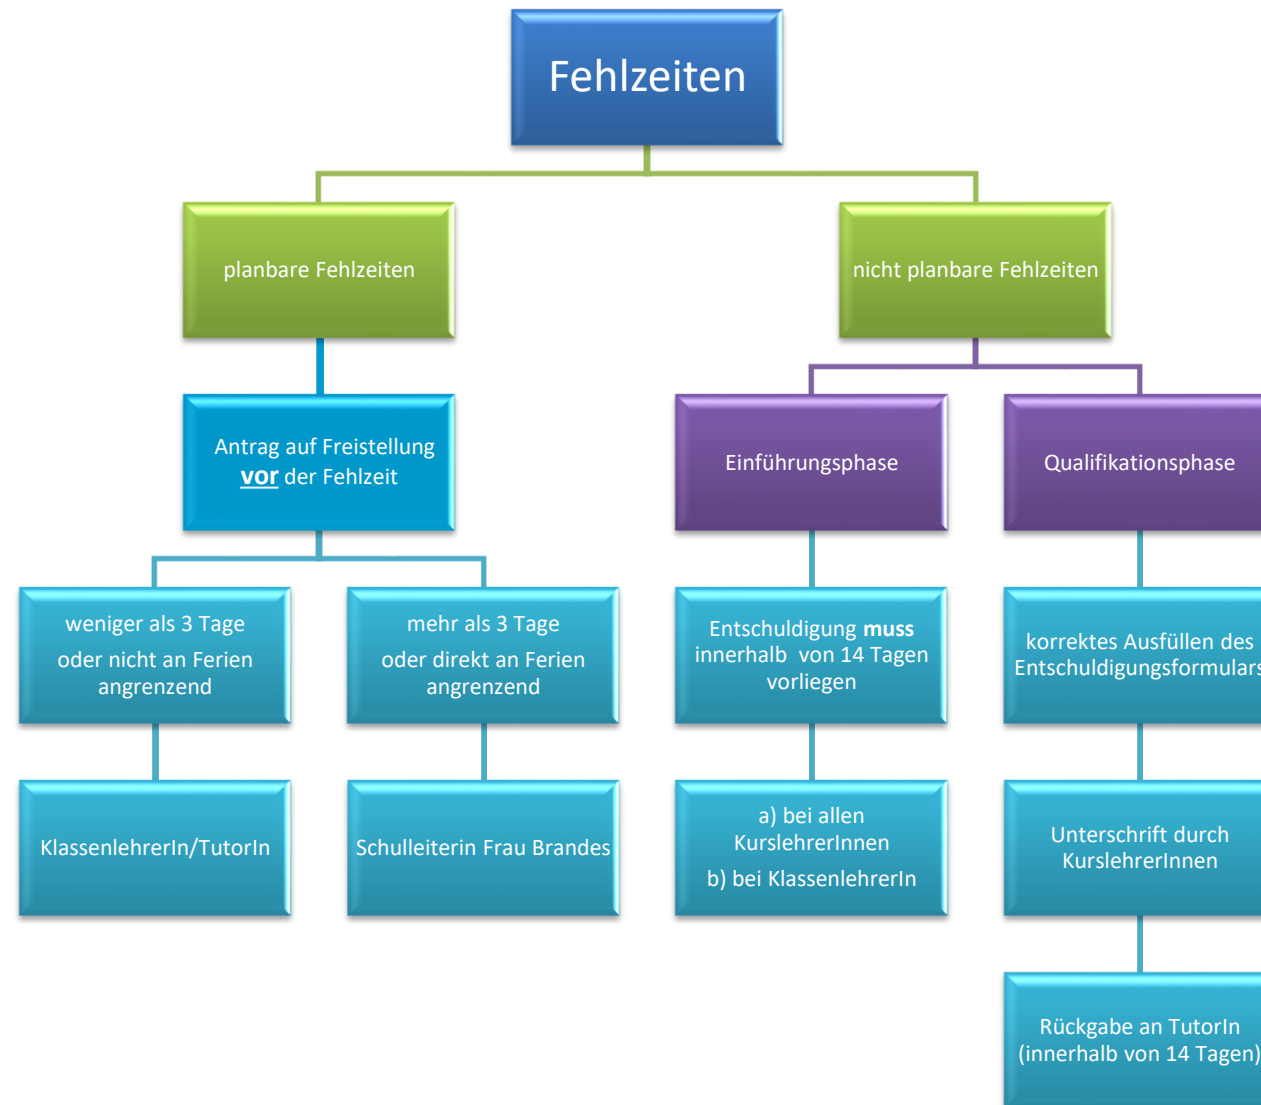 Fehlzeiten
planbare Fehlzeiten
nicht planbare Fehlzeiten
Antrag auf Freistellung
vor der Fehlzeit
Einführungsphase
Qualifikationsphase
weniger als 3 Tage
oder nicht an Ferien
angrenzend
mehr als 3 Tage
oder direkt an Ferien
angrenzend
Entschuldigung muss
innerhalb von 14 Tagen
vorliegen
korrektes Ausfüllen des
Entschuldigungsformulars
KlassenlehrerIn/TutorIn
Schulleiterin Frau Brandes
a) bei allen
KurslehrerInnen
b) bei KlassenlehrerIn
Unterschrift durch
KurslehrerInnen
Rückgabe an TutorIn
(innerhalb von 14 Tagen)